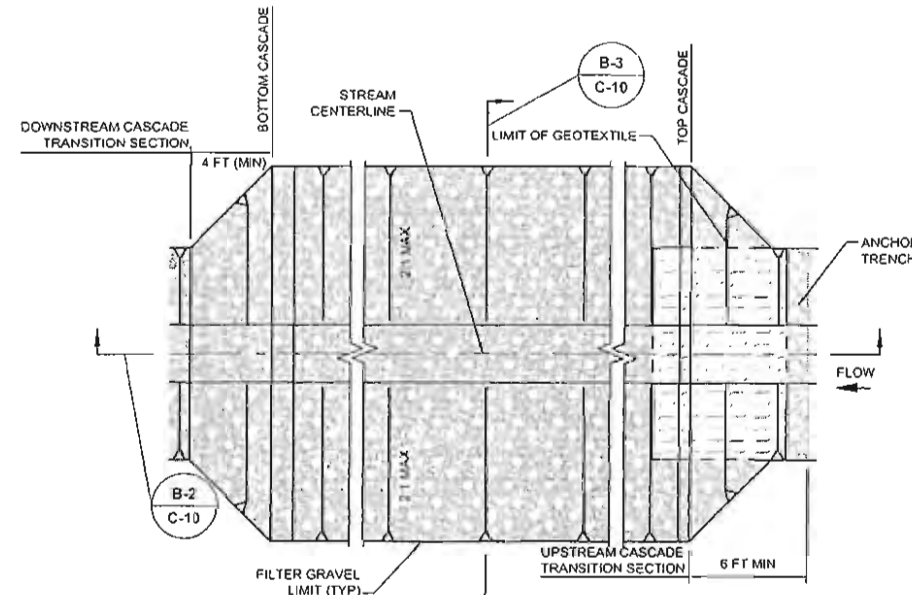 BOTTOM CASCADE
STREAM
CENTERLINE
B-3
C-10
TOP CASCADE
LIMIT OF GEOTEXTILE
DOWNSTREAM CASCADE
TRANSITION SECTION
4 FT (MIN)
2:1 MAX
TRENCH
FLOW
2:1 MAX
B-2
C-10
FILTER GRAVEL
LIMIT (TYP)
UPSTREAM CASCADE
TRANSITION SECTION
6 FT MIN